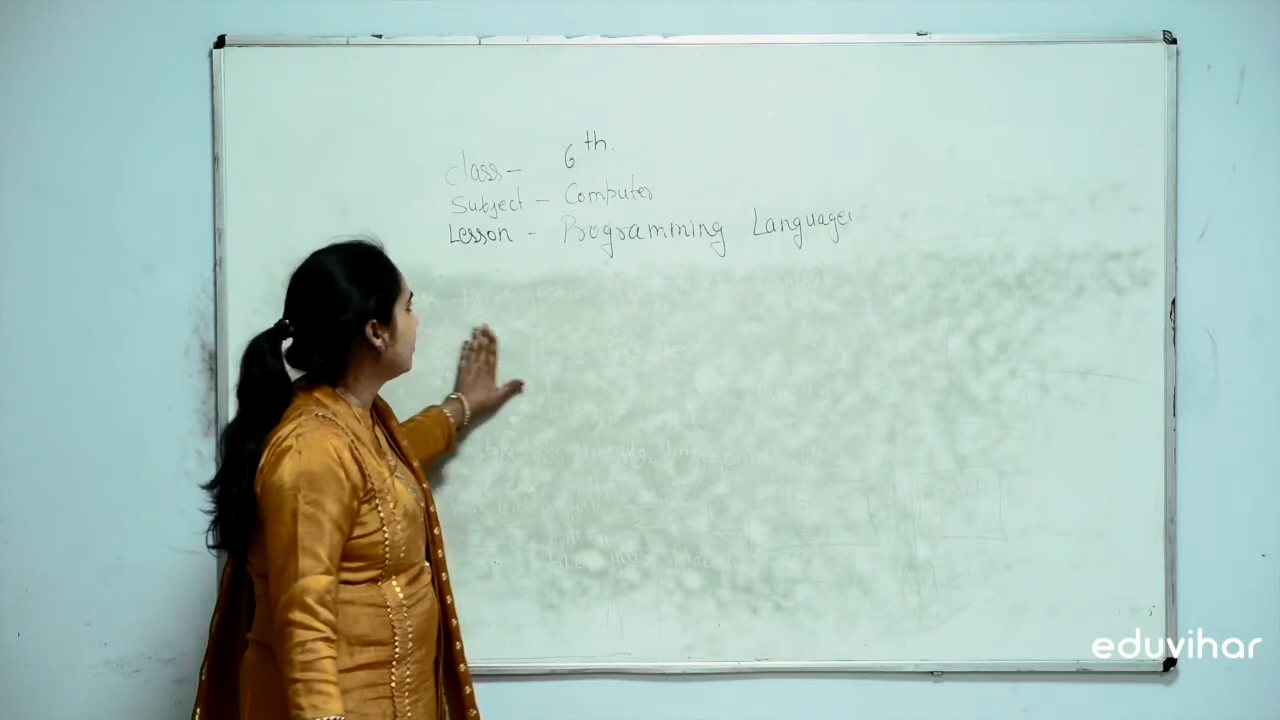 class- 6th.
Subject - Computer
Lesson - Programming Languages
eduvihar